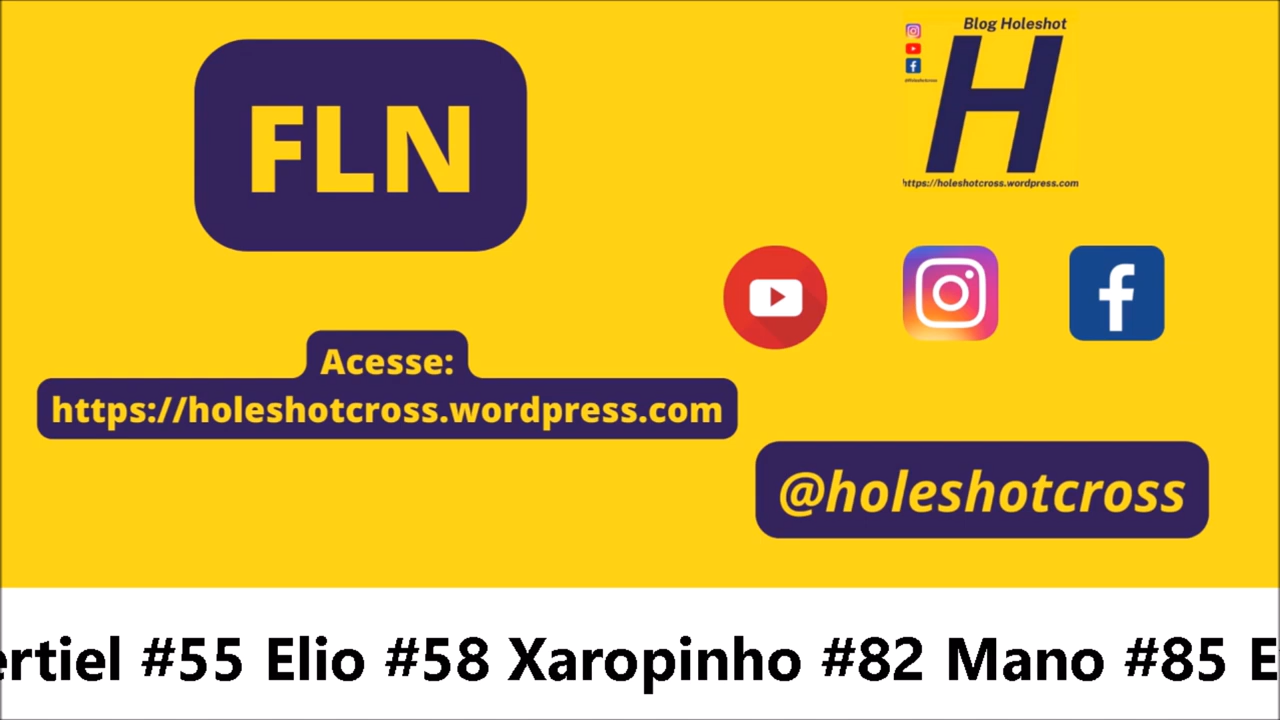 FLN
Blog Holeshot
H
https://holeshotcross.wordpress.com
Acesse:
https://holeshotcross.wordpress.com
@holeshotcross
#55 Elio #58 Xaropinho #82 Mano #85